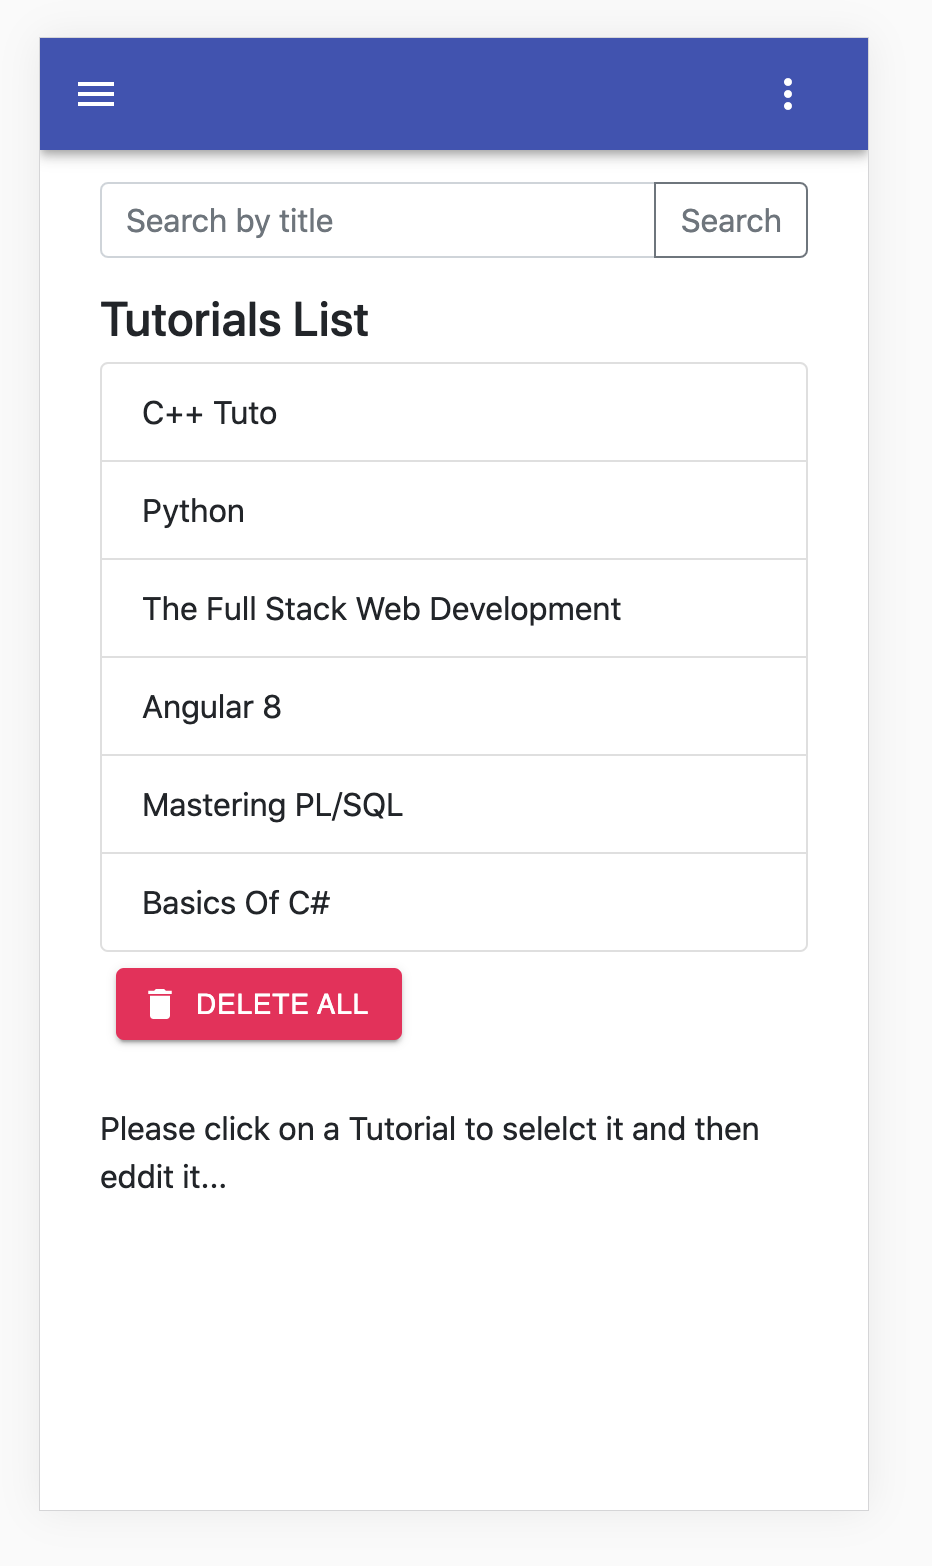 Search by title Search
Tutorials List
C++ Tuto
Python
The Full Stack Web Development
Angular 8
Mastering PL/SQL
Basics Of C#
DELETE ALL
Please click on a Tutorial to selelct it and then
eddit it...